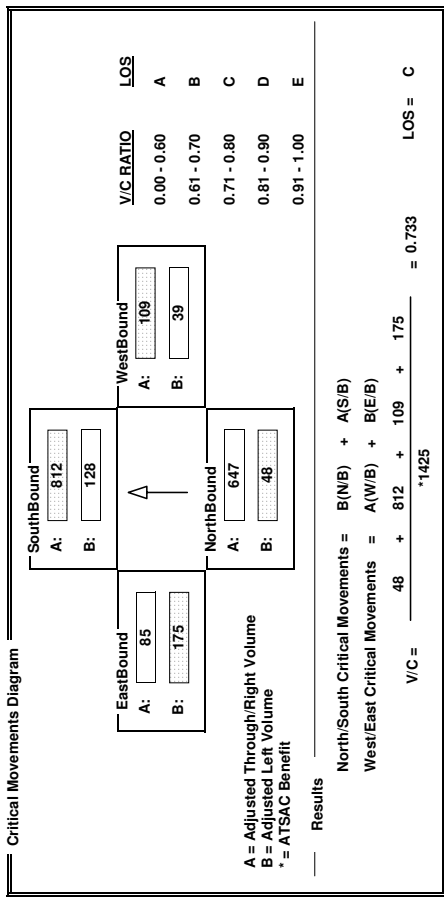 Critical Movements Diagram
SouthBound
A: 812
B: 128
EastBound
A: 85
B: 175
WestBound
A: 109
B: 39
NorthBound
A: 647
B: 48
V/C RATIO LOS
0.00 - 0.60 A
0.61 - 0.70 B
0.71 - 0.80 C
0.81 - 0.90 D
0.91 - 1.00 E
A = Adjusted Through/Right Volume
B = Adjusted Left Volume
* = ATSAC Benefit
Results
North/South Critical Movements = B(N/B) + A(S/B)
West/East Critical Movements = A(W/B) + B(E/B)
V/C = 48 + 812 + 109 + 175 = 0.733 LOS = C
*1425